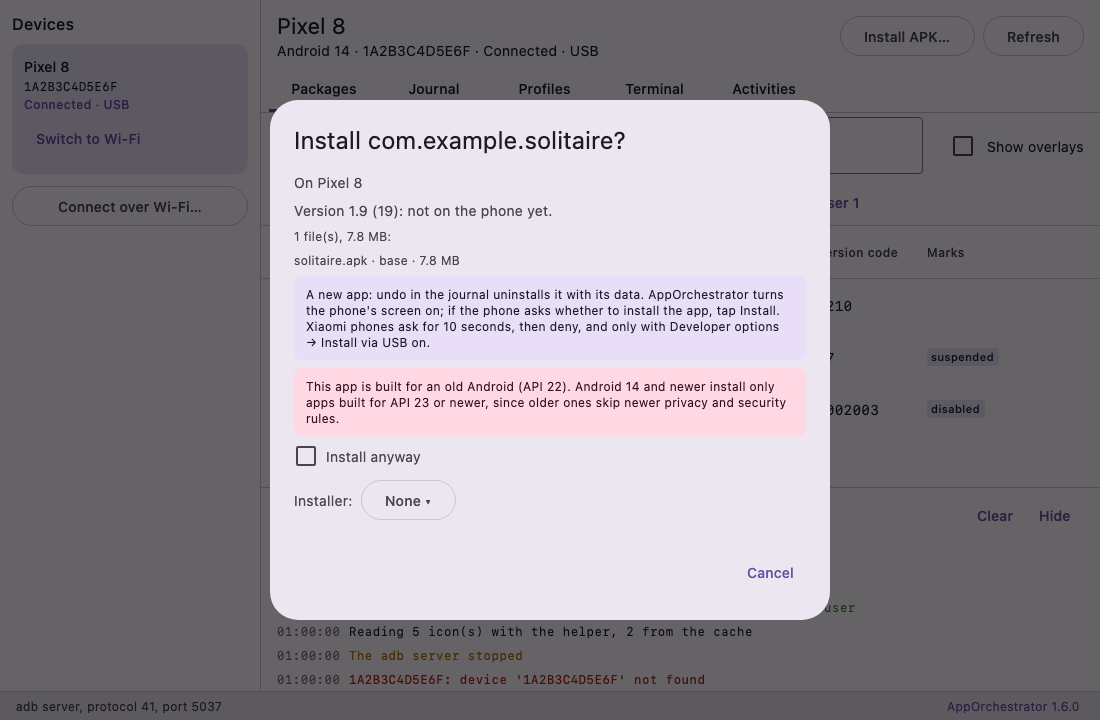 Devices
Pixel 8
1A2B3C4D5E6F
Connected · USB
Switch to Wi-Fi
Connect over Wi-Fi...
Pixel 8
Android 14 · 1A2B3C4D5E6F · Connected · USB
Install APK...
Refresh
Packages
Journal
Profiles
Terminal
Activities
Show overlays
ser 1
ersion code
Marks
210
7
suspended
002003
disabled
Install com.example.solitaire?
On Pixel 8
Version 1.9 (19): not on the phone yet.
1 file(s), 7.8 MB:
solitaire.apk · base · 7.8 MB
A new app: undo in the journal uninstalls it with its data. AppOrchestrator turns
the phone's screen on; if the phone asks whether to install the app, tap Install.
Xiaomi phones ask for 10 seconds, then deny, and only with Developer options
→ Install via USB on.
This app is built for an old Android (API 22). Android 14 and newer install only
apps built for API 23 or newer, since older ones skip newer privacy and security
rules.
Install anyway
Installer:
None ▾
Cancel
Clear
Hide
user
01:00:00 Reading 5 icon(s) with the helper, 2 from the cache
01:00:00 The adb server stopped
01:00:00 1A2B3C4D5E6F: device '1A2B3C4D5E6F' not found
adb server, protocol 41, port 5037
AppOrchestrator 1.6.0